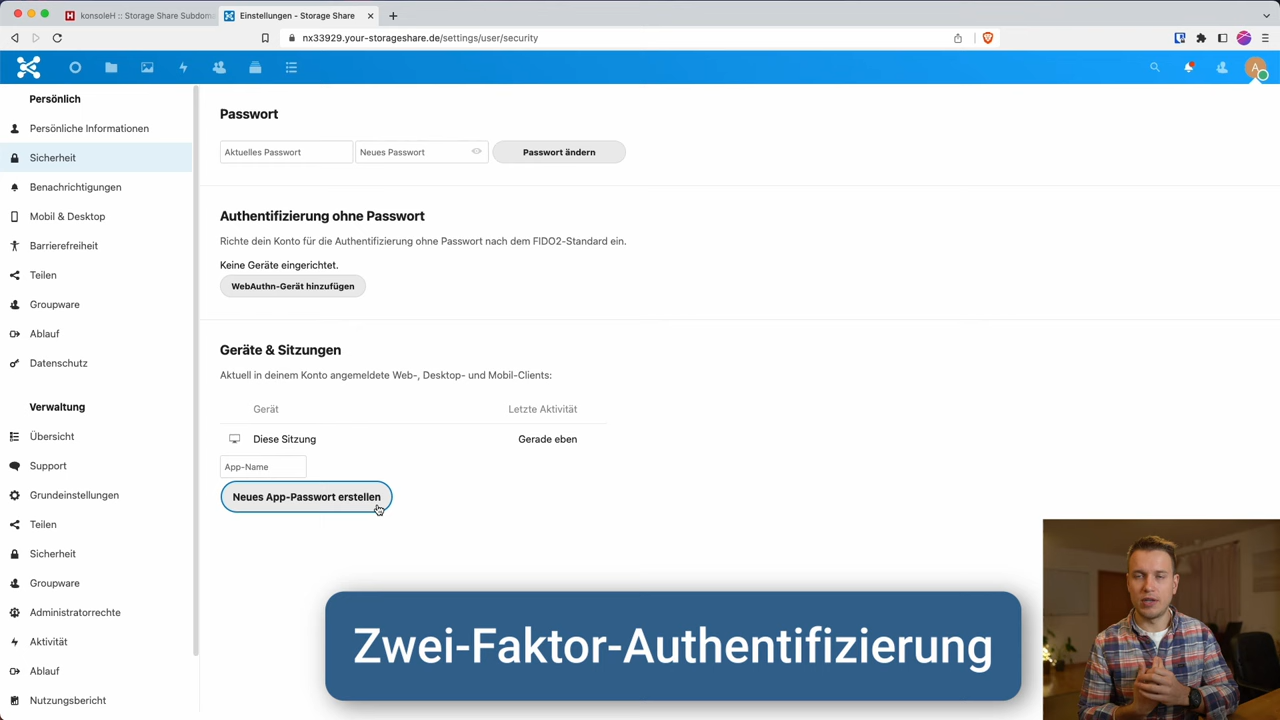 konsoleH :: Storage Share Subdom
Einstellungen - Storage Share
nx33929.your-storageshare.de/settings/user/security
A
Persönlich
Persönliche Informationen
Sicherheit
Benachrichtigungen
Mobil & Desktop
Barrierefreiheit
Teilen
Groupware
Ablauf
Datenschutz
Verwaltung
Übersicht
Support
Grundeinstellungen
Teilen
Sicherheit
Groupware
Administratorrechte
Aktivität
Ablauf
Nutzungsbericht
Passwort
Aktuelles Passwort
Neues Passwort
Passwort ändern
Authentifizierung ohne Passwort
Richte dein Konto für die Authentifizierung ohne Passwort nach dem FIDO2-Standard ein.
Keine Geräte eingerichtet.
WebAuthn-Gerät hinzufügen
Geräte & Sitzungen
Aktuell in deinem Konto angemeldete Web-, Desktop- und Mobil-Clients:
Gerät Letzte Aktivität
Diese Sitzung Gerade eben
App-Name
Neues App-Passwort erstellen
Zwei-Faktor-Authentifizierung